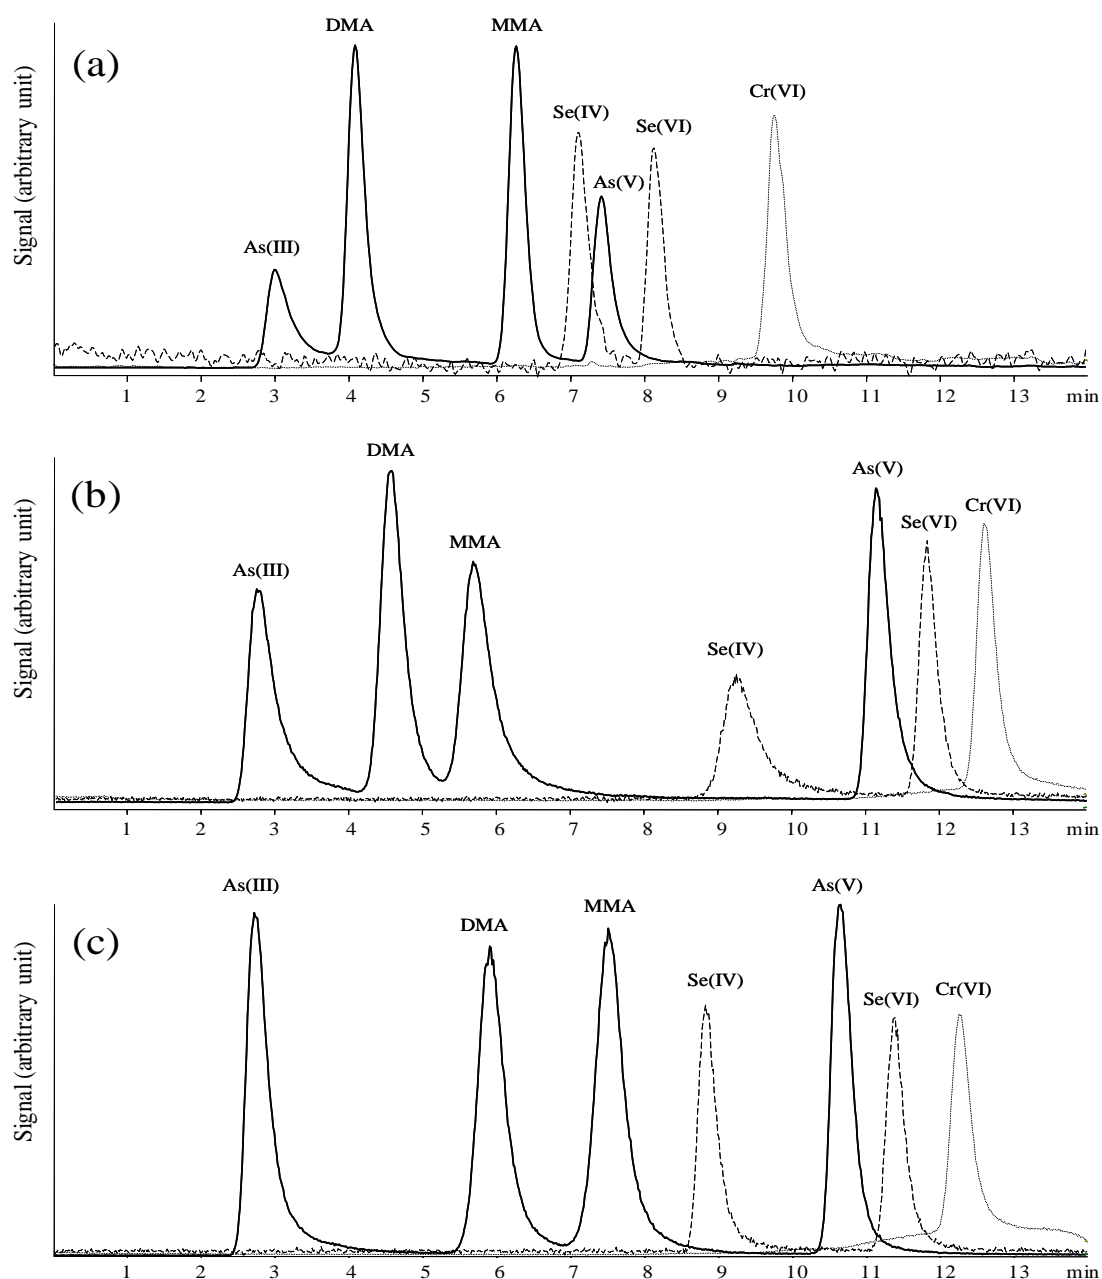 DMA
MMA
(a)
Cr(VI)
Se(IV)
Se(VI)
As(V)
As(III)
Signal (arbitrary unit)
1 2 3 4 5 6 7 8 9 10 11 12 13 min
DMA
As(V)
(b)
Cr(VI)
Se(VI)
MMA
As(III)
Se(IV)
Signal (arbitrary unit)
1 2 3 4 5 6 7 8 9 10 11 12 13 min
As(III)
As(V)
MMA
DMA
(c)
Se(IV)
Cr(VI)
Se(VI)
Signal (arbitrary unit)
1 2 3 4 5 6 7 8 9 10 11 12 13 min